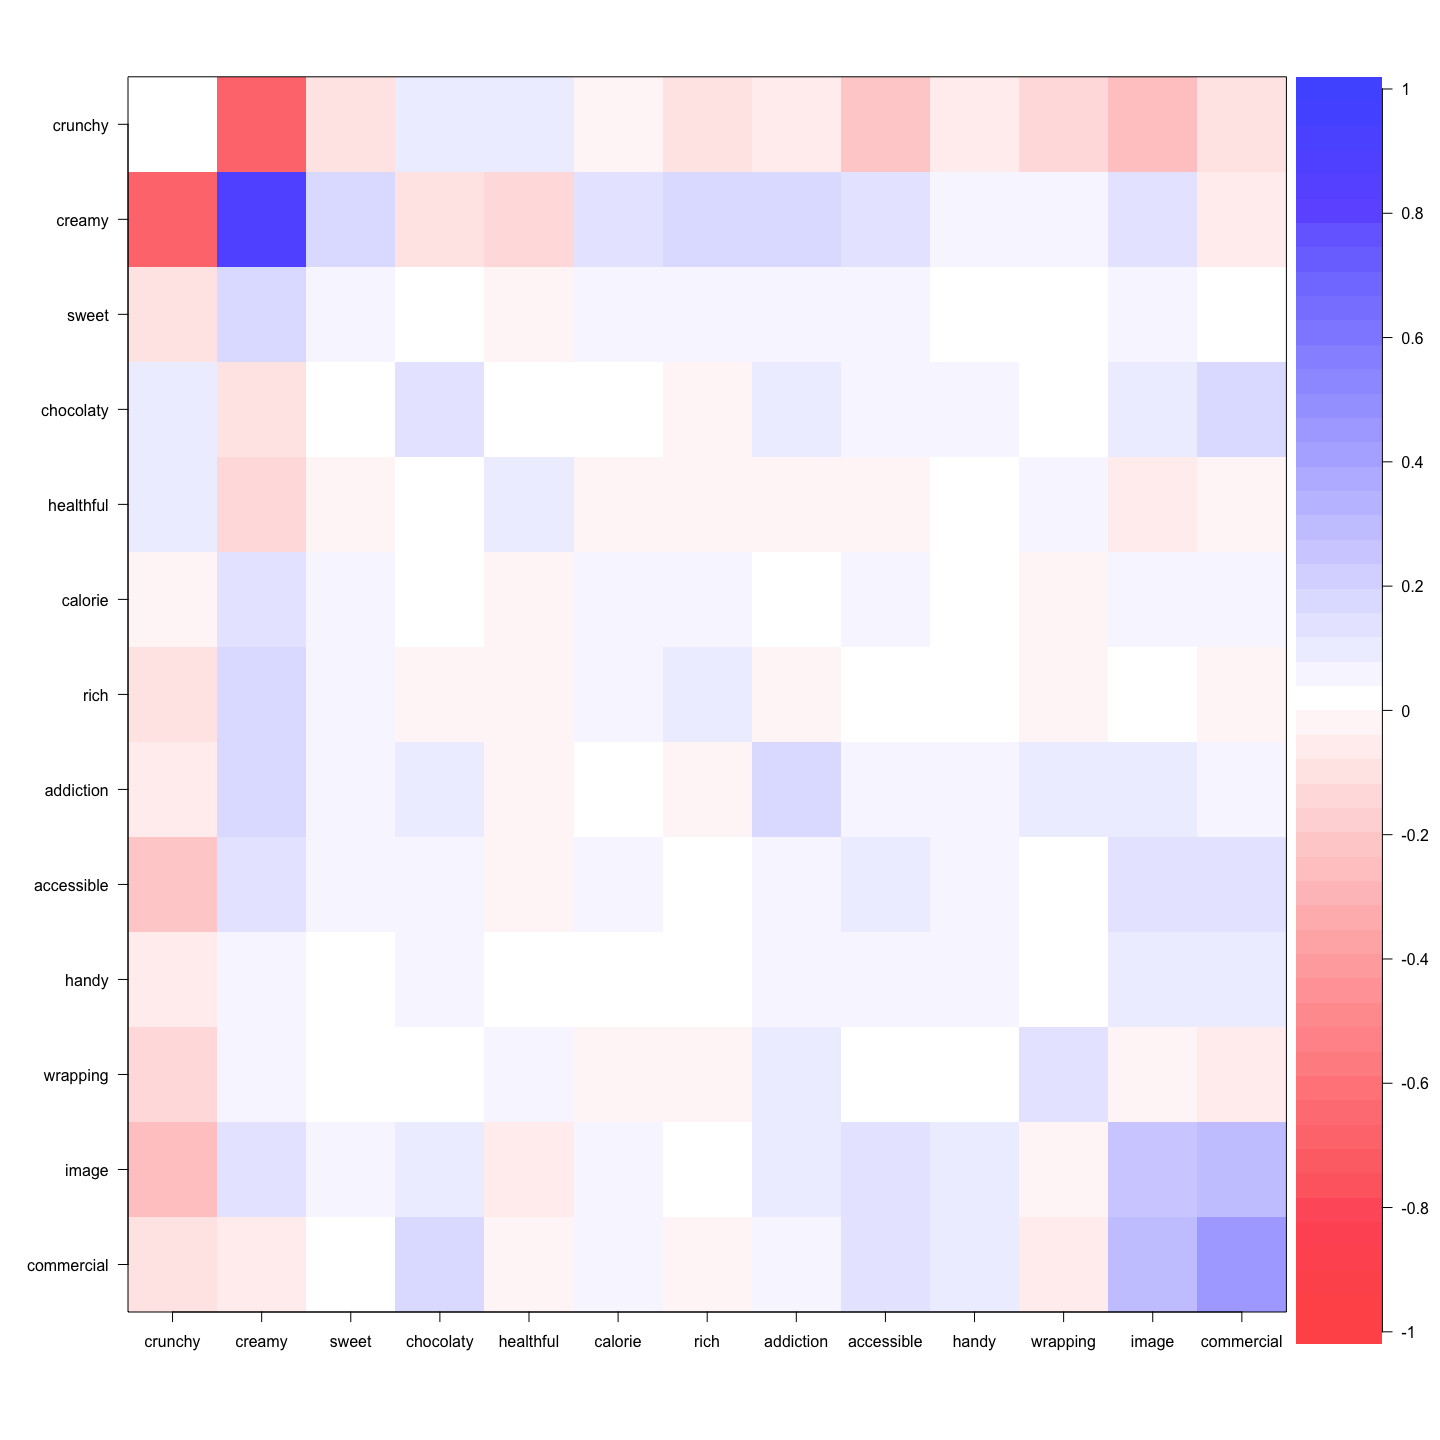 crunchy
creamy
sweet
chocolaty
healthful
calorie
rich
addiction
accessible
handy
wrapping
image
commercial
crunchy creamy sweet chocolaty healthful calorie rich addiction accessible handy wrapping image commercial
1
0.8
0.6
0.4
0.2
0
-0.2
-0.4
-0.6
-0.8
-1